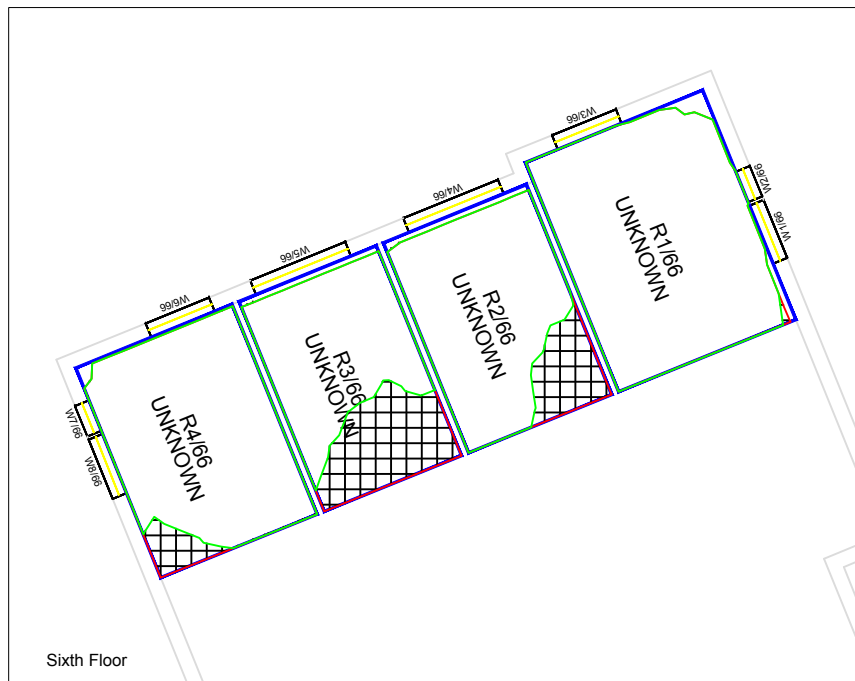 W3/66
W2/66
W1/66
W4/66
R1/66
UNKNOWN
W5/66
R2/66
UNKNOWN
W6/66
R3/66
UNKNOWN
R4/66
UNKNOWN
W7/66
W8/66
Sixth Floor